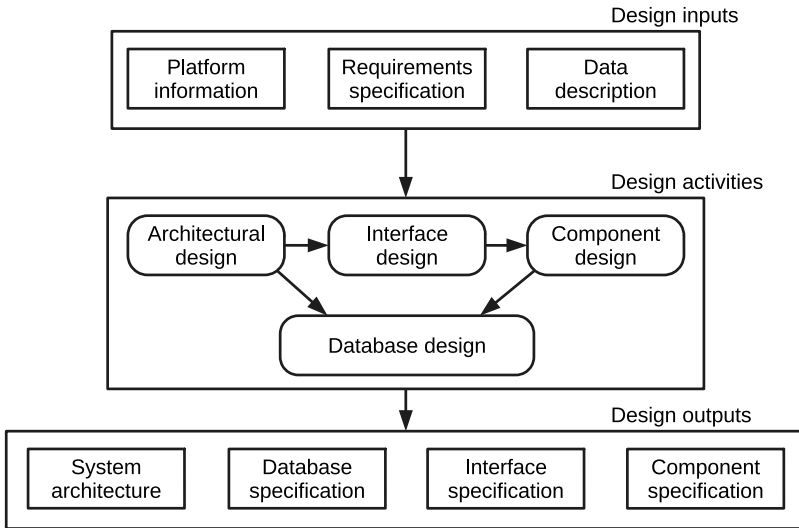 Design inputs
Platform
information
Requirements
specification
Data
description
Design activities
Architectural
design
Interface
design
Component
design
Database design
Design outputs
System
architecture
Database
specification
Interface
specification
Component
specification